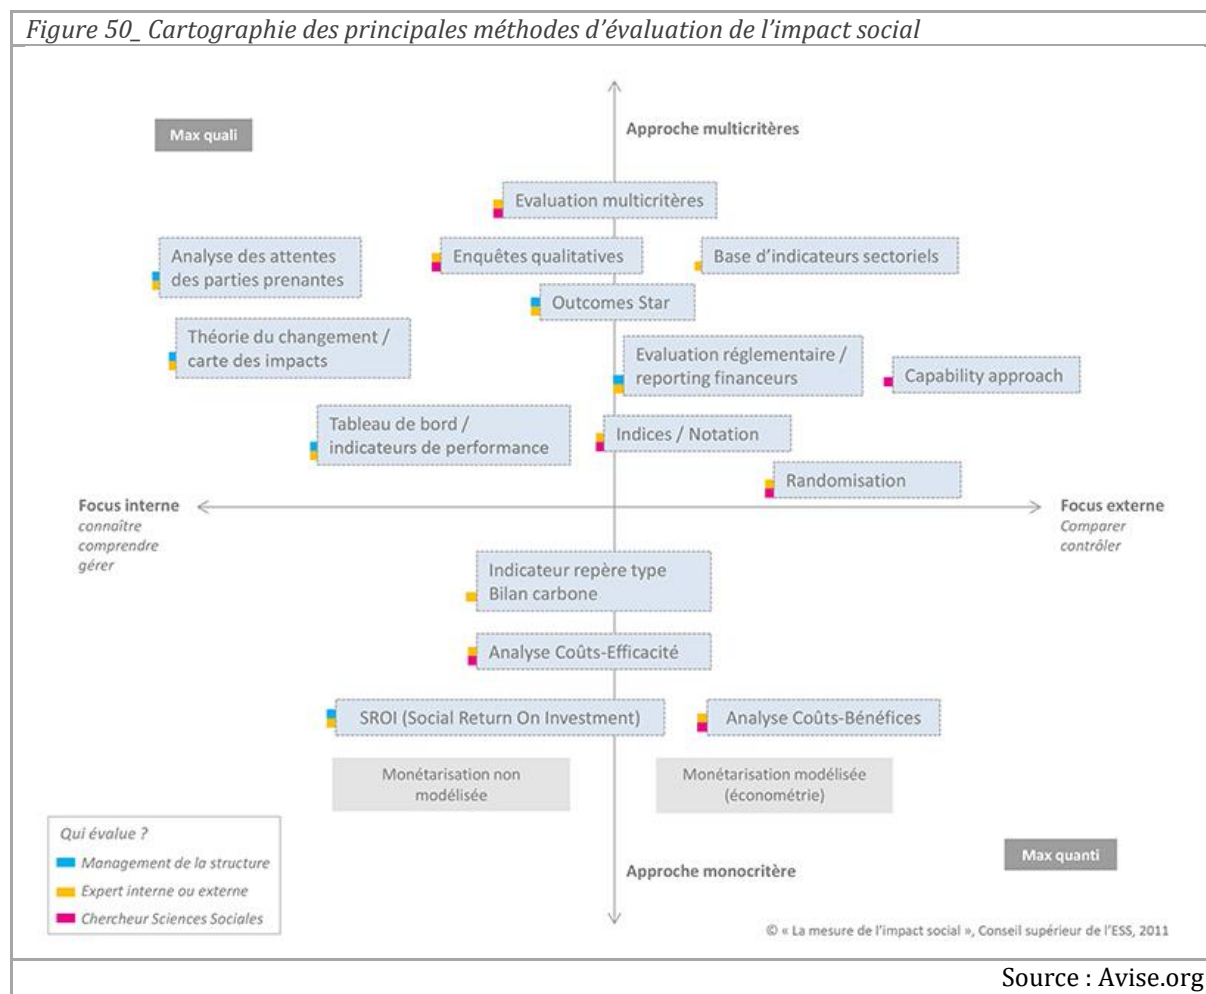 Figure 50_ Cartographie des principales méthodes d’évaluation de l’impact social
Max quali
Approche multicritères
Evaluation multicritères
Analyse des attentes
des parties prenantes
Enquêtes qualitatives
Base d’indicateurs sectoriels
Outcomes Star
Théorie du changement /
carte des impacts
Evaluation réglementaire /
reporting financeurs
Capability approach
Tableau de bord /
indicateurs de performance
Indices / Notation
Randomisation
Focus interne
connaître
comprendre
gérer
Focus externe
Comparer
contrôler
Indicateur repère type
Bilan carbone
Analyse Coûts-Efficacité
SROI (Social Return On Investment)
Analyse Coûts-Bénéfices
Monétarisation non
modélisée
Monétarisation modélisée
(économétrie)
Qui évalue ?
Management de la structure
Expert interne ou externe
Chercheur Sciences Sociales
Max quanti
Approche monocritère
© « La mesure de l’impact social », Conseil supérieur de l’ESS, 2011
Source : Avise.org